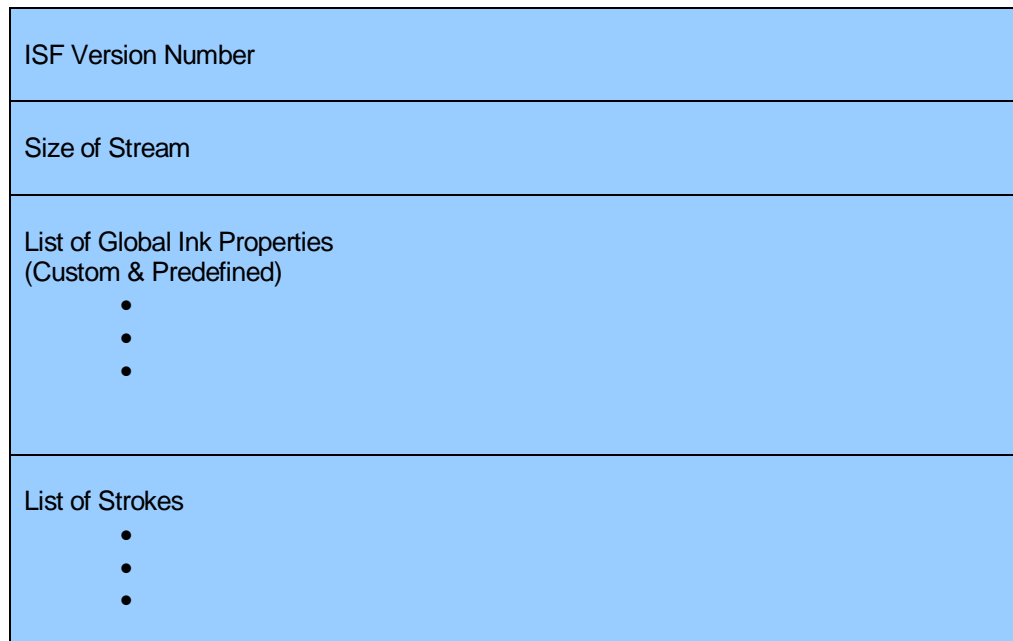 ISF Version Number
Size of Stream
List of Global Ink Properties
(Custom & Predefined)
•
•
•
List of Strokes
•
•
•